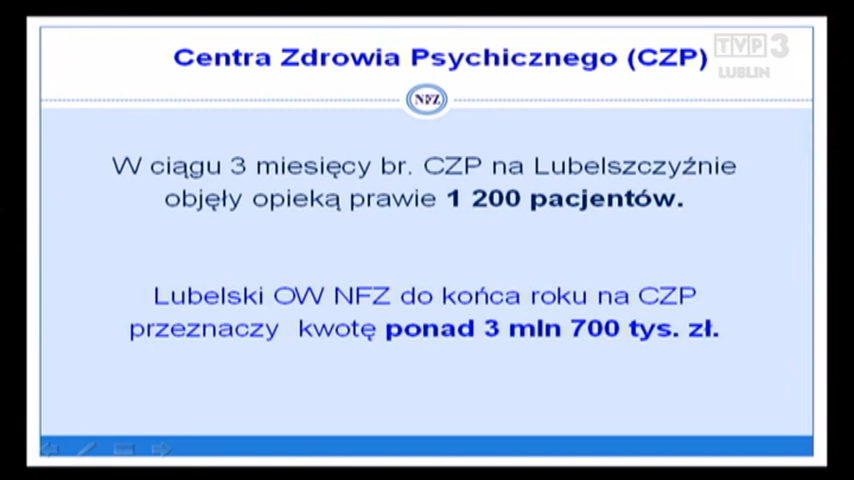 Centra Zdrowia Psychicznego (CZP)
TVP3
LUBLIN
NFZ
W ciągu 3 miesięcy br. CZP na Lubelszczyźnie
objęły opieką prawie 1 200 pacjentów.
Lubelski OW NFZ do końca roku na CZP
przeznaczy kwotę ponad 3 mln 700 tys. zł.